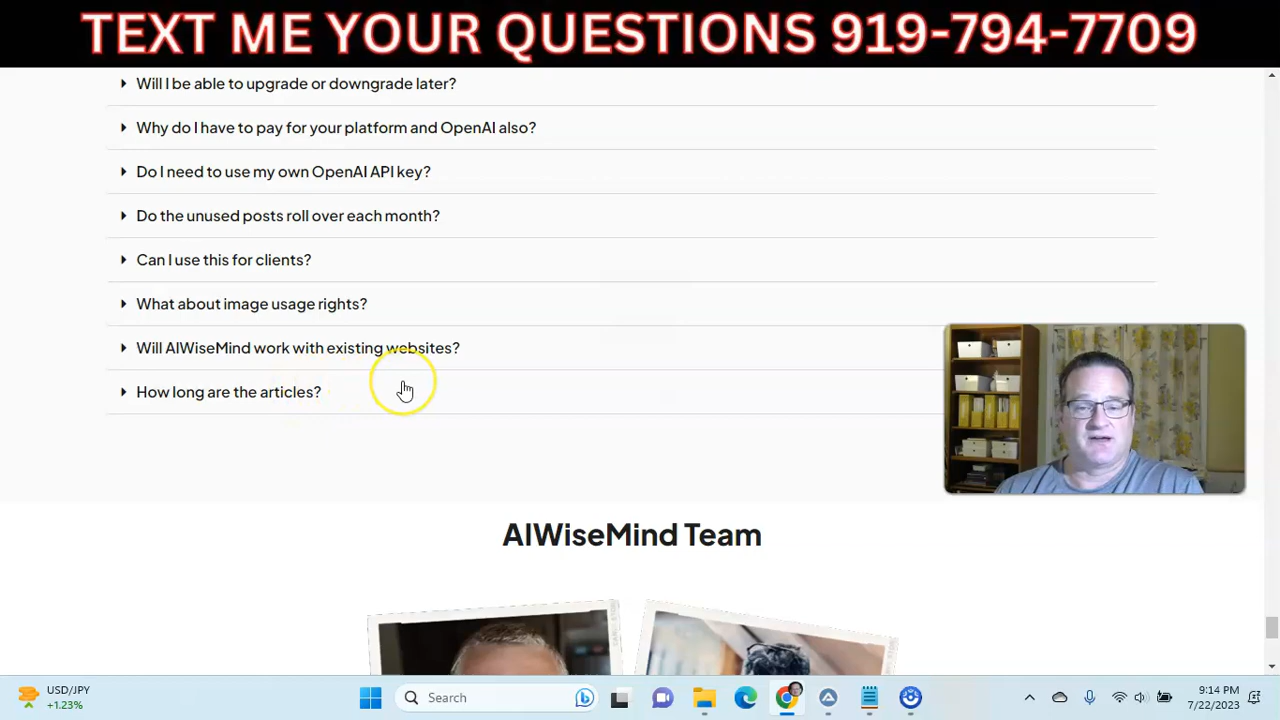 TEXT ME YOUR QUESTIONS 919-794-7709
Will I be able to upgrade or downgrade later?
Why do I have to pay for your platform and OpenAI also?
Do I need to use my own OpenAI API key?
Do the unused posts roll over each month?
Can I use this for clients?
What about image usage rights?
Will AIWiseMind work with existing websites?
How long are the articles?
AIWiseMind Team
USD/JPY
+1.23%
Search
9:14 PM
7/22/2023